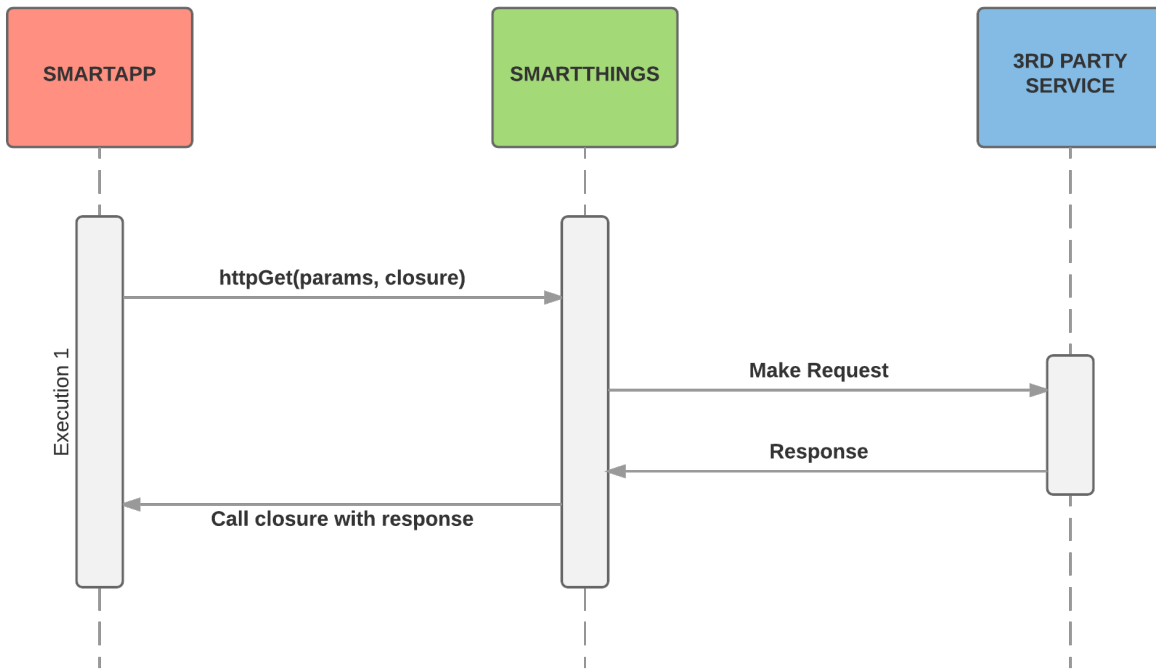 SMARTAPP
SMARTTHINGS
3RD PARTY
SERVICE
httpGet(params, closure)
Execution 1
Make Request
Response
Call closure with response